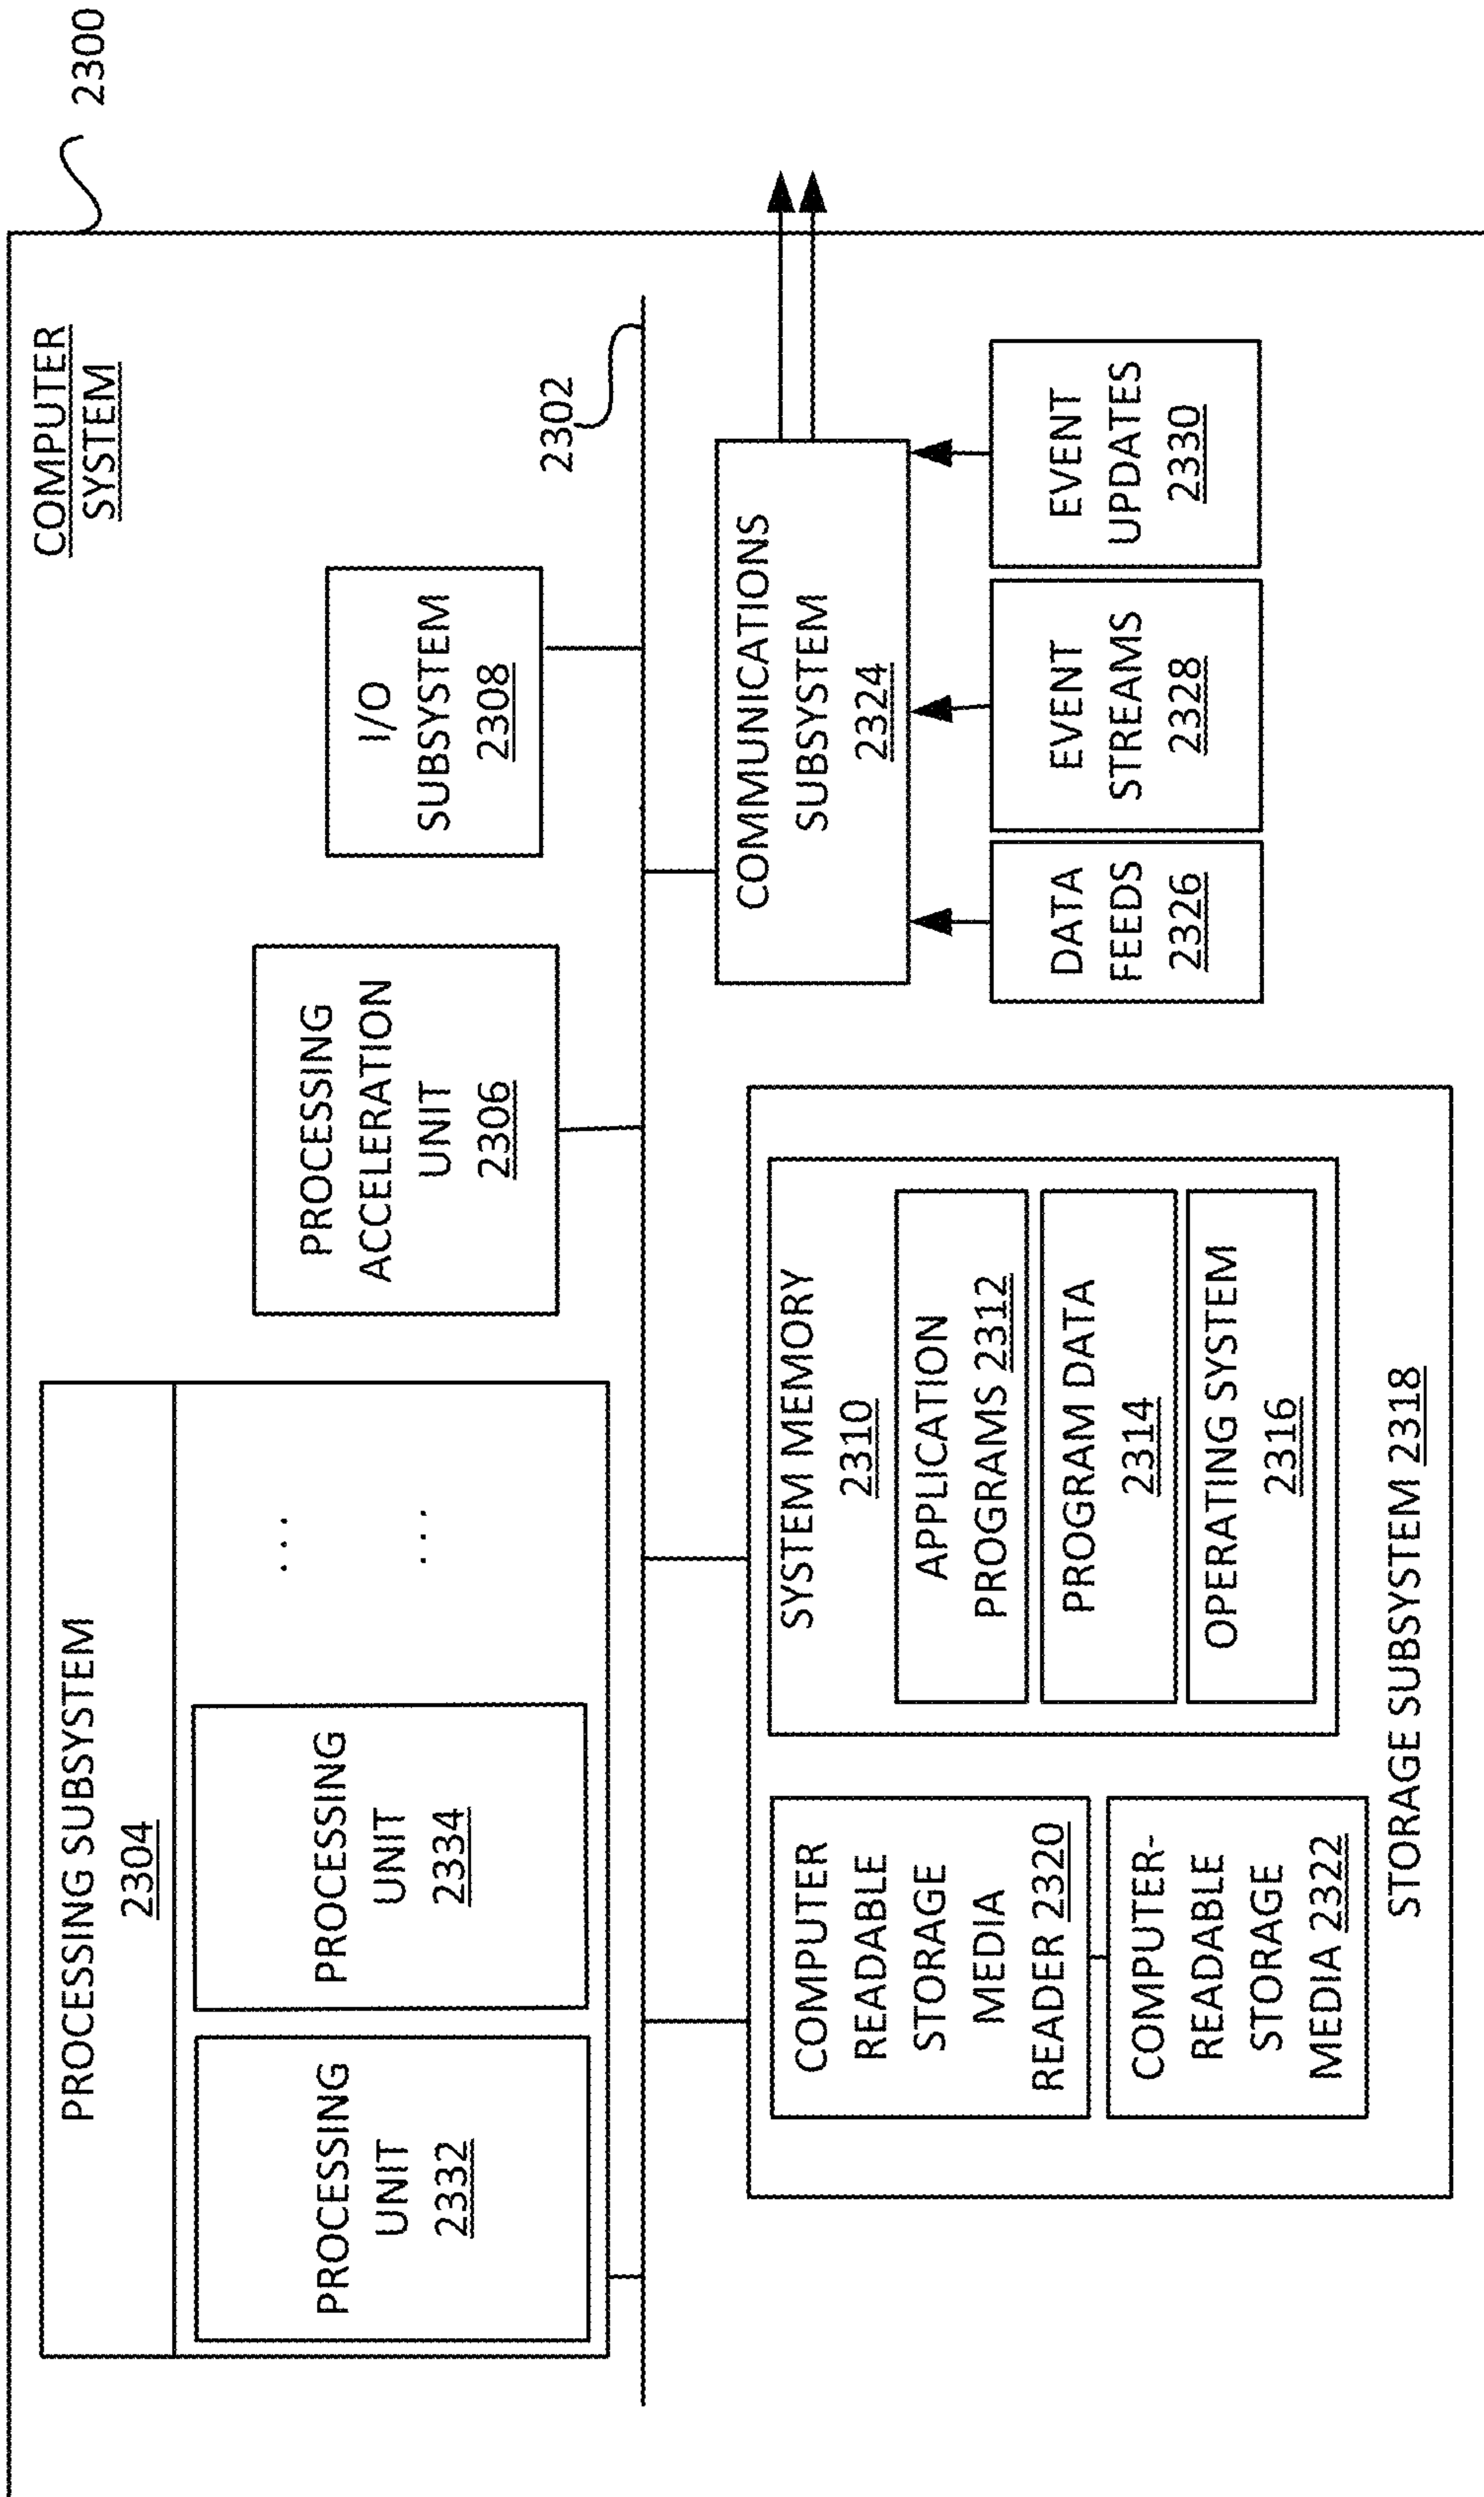 2300
COMPUTER
SYSTEM
PROCESSING SUBSYSTEM
2304
PROCESSING
UNIT
2332
PROCESSING
UNIT
2334
. . .
. . .
PROCESSING
ACCELERATION
UNIT
2306
I/O
SUBSYSTEM
2308
2302
COMPUTER
READABLE
STORAGE
MEDIA
READER 2320
COMPUTER-
READABLE
STORAGE
MEDIA 2322
SYSTEM MEMORY
2310
APPLICATION
PROGRAMS 2312
PROGRAM DATA
2314
OPERATING SYSTEM
2316
STORAGE SUBSYSTEM 2318
COMMUNICATIONS
SUBSYSTEM
2324
DATA
FEEDS
2326
EVENT
STREAMS
2328
EVENT
UPDATES
2330